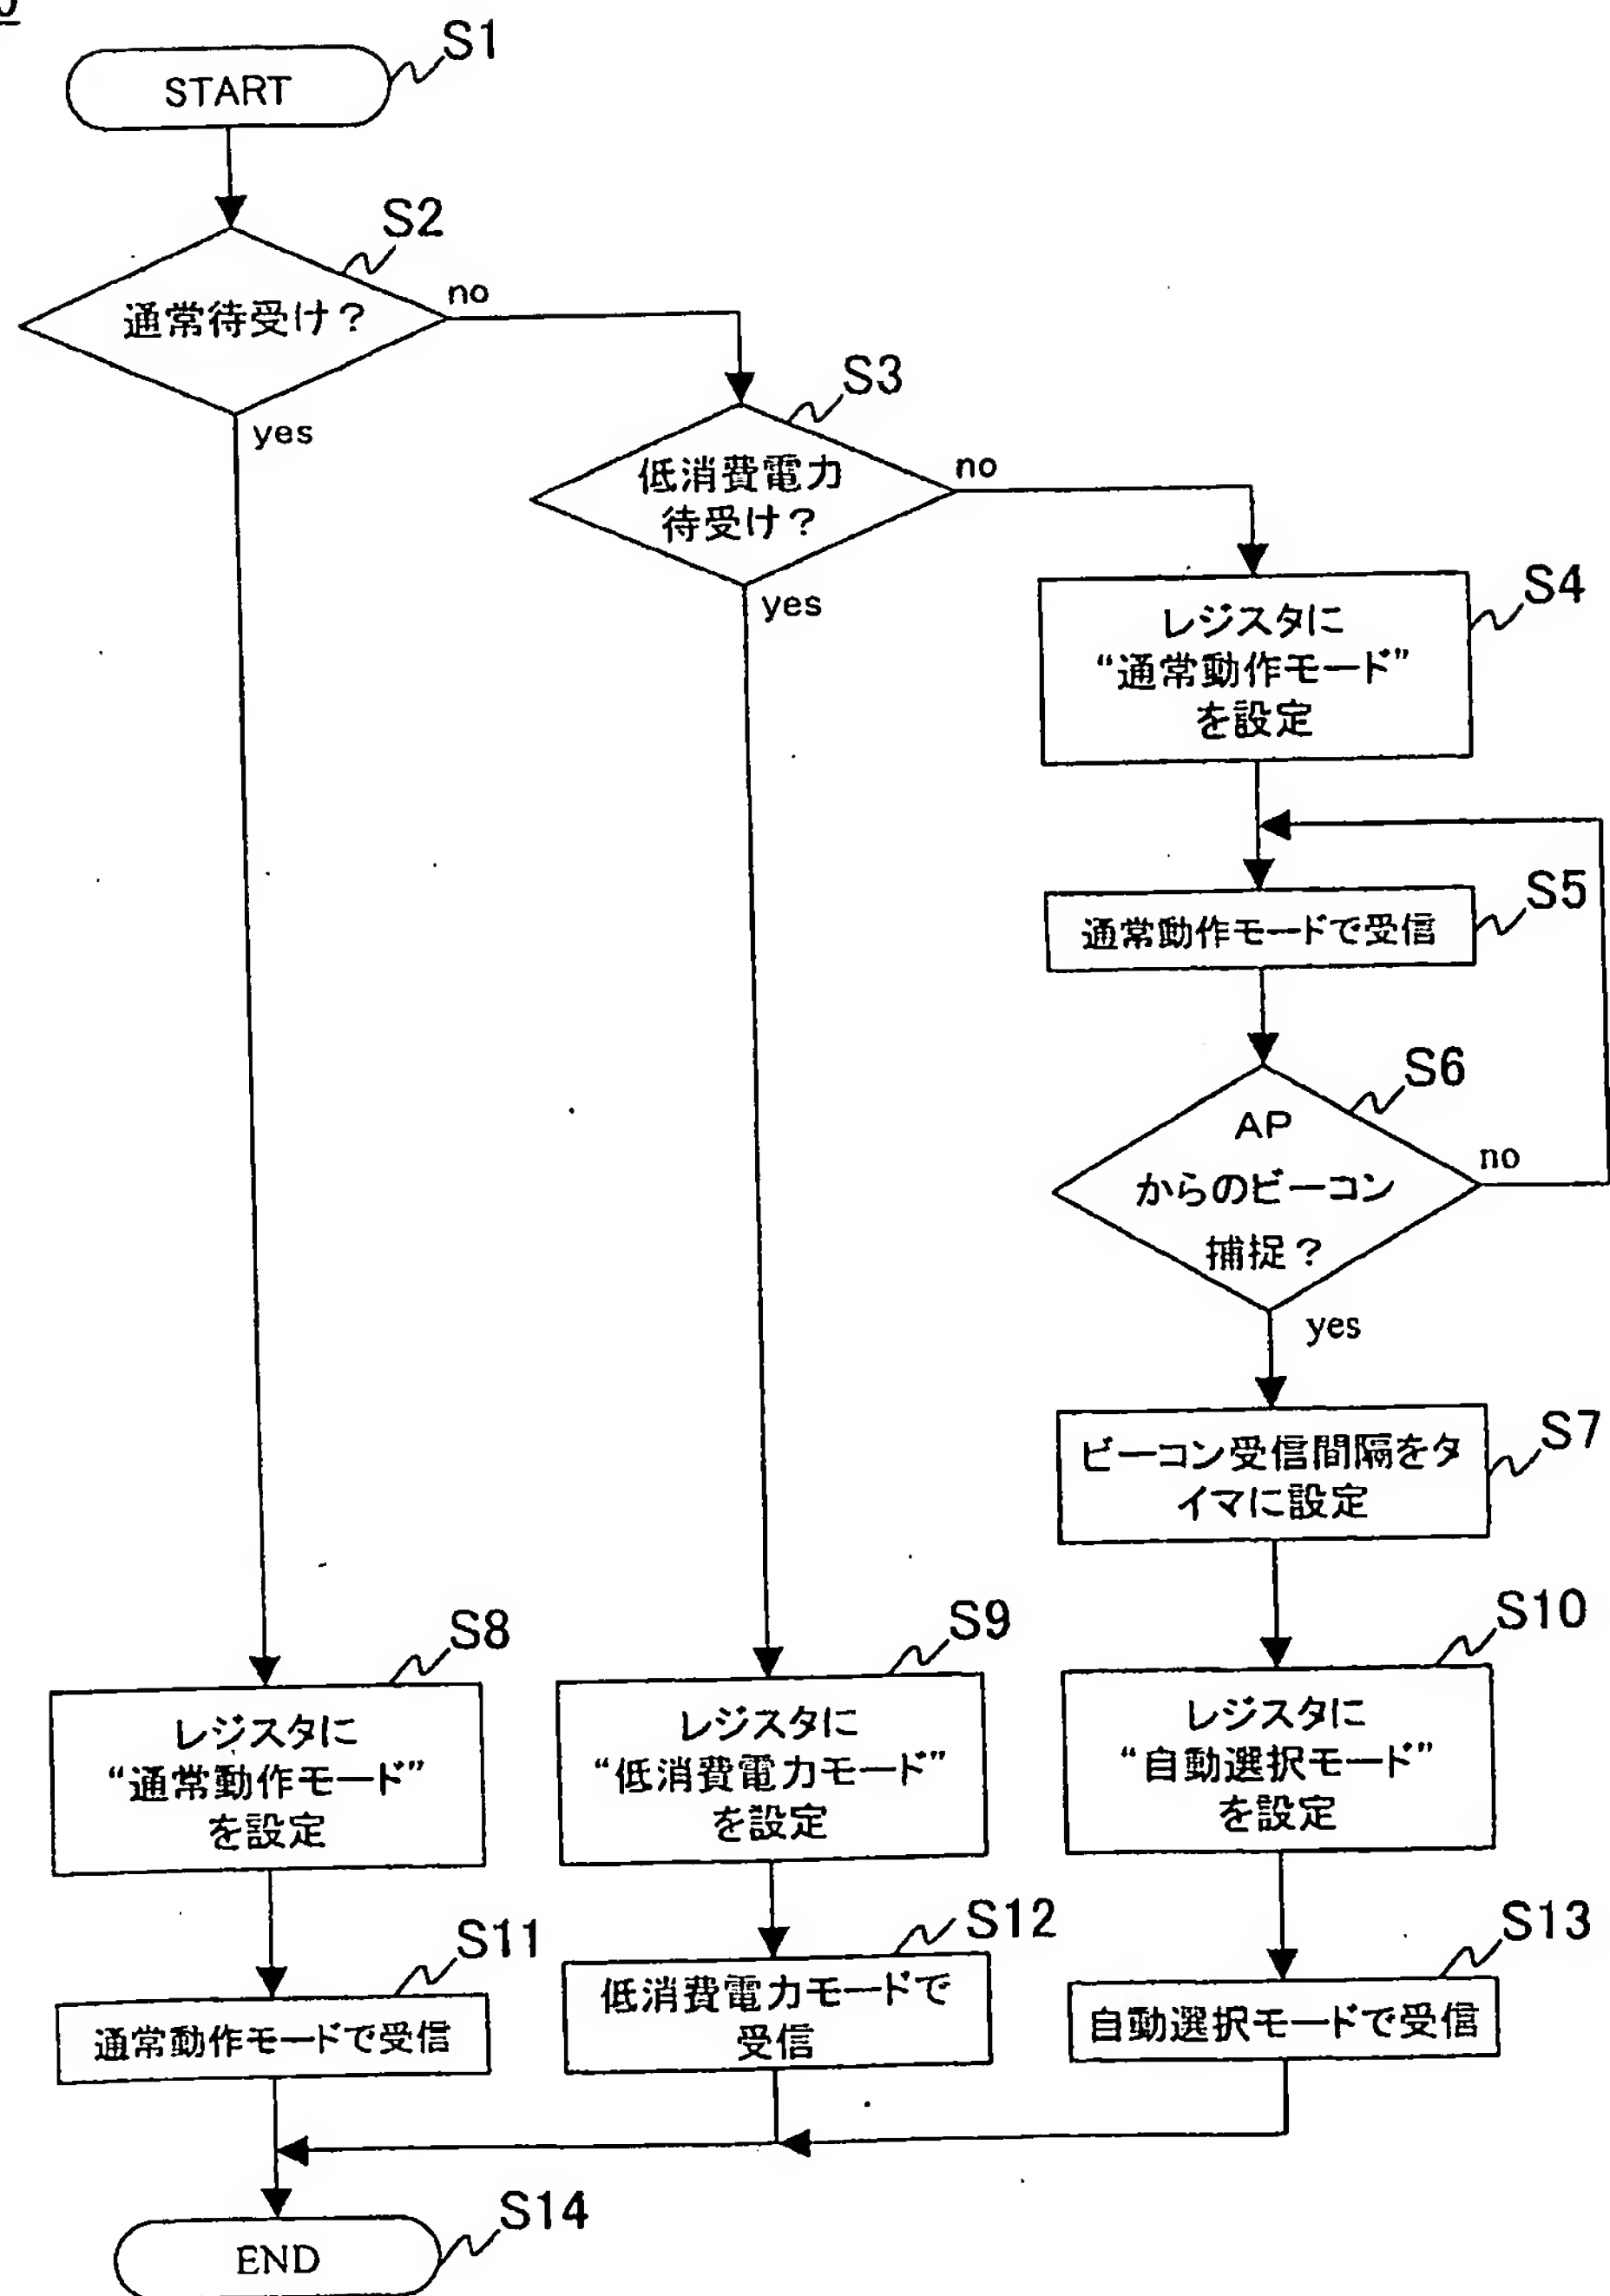 S1
START
S2
通常待受け？
no
yes
S3
低消費電力
待受け？
no
yes
S4
レジスタに
“通常動作モード”
を設定
S5
通常動作モードで受信
S6
AP
からのビーコン
捕捉？
no
yes
S7
ビーコン受信間隔をタ
イマに設定
S8
レジスタに
“通常動作モード”
を設定
S9
レジスタに
“低消費電力モード”
を設定
S10
レジスタに
“自動選択モード”
を設定
S11
通常動作モードで受信
S12
低消費電力モードで
受信
S13
自動選択モードで受信
S14
END